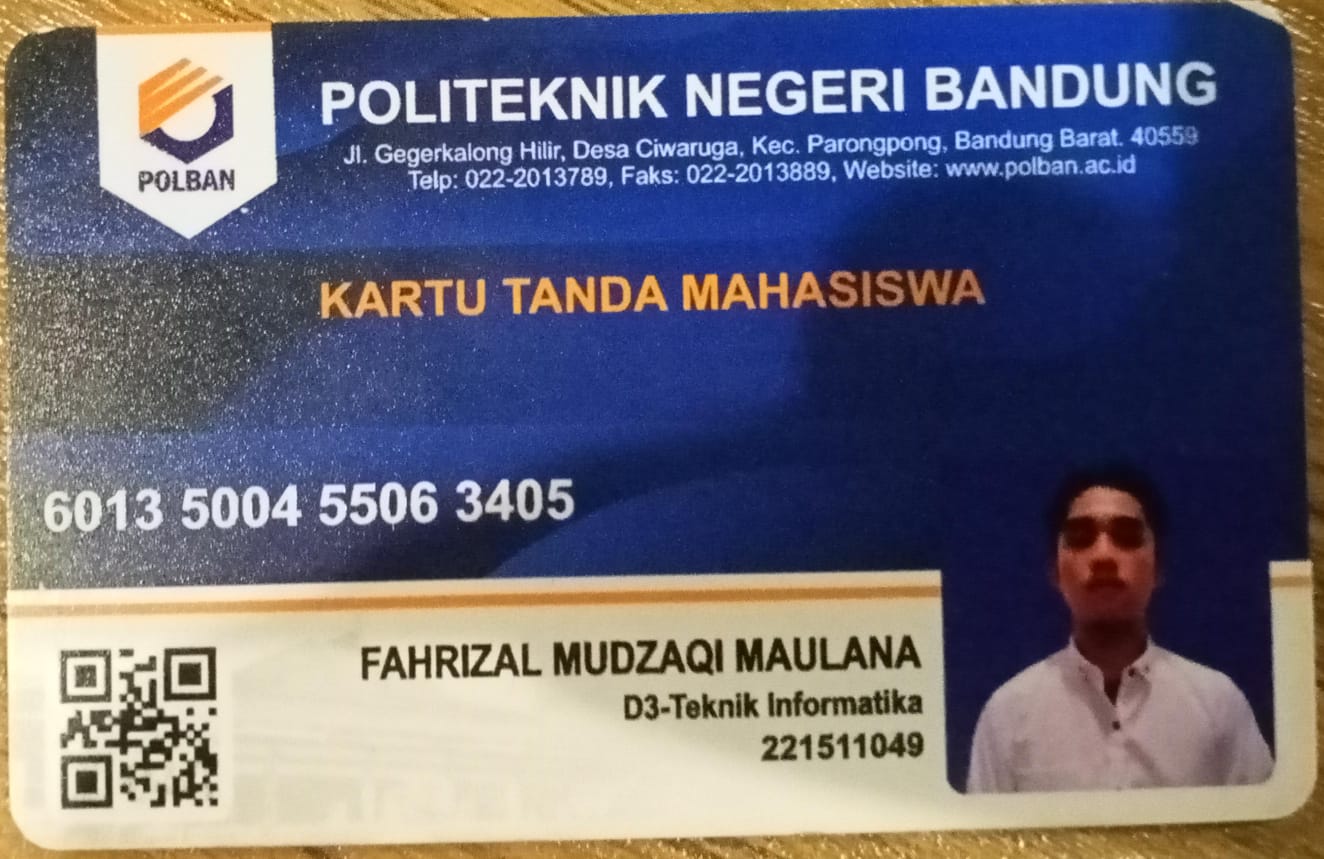 POLBAN
POLITEKNIK NEGERI BANDUNG
Jl. Gegerkalong Hilir, Desa Ciwaruga, Kec. Parongpong, Bandung Barat. 40559
Telp: 022-2013789, Faks: 022-2013889, Website: www.polban.ac.id
KARTU TANDA MAHASISWA
6013 5004 5506 3405
FAHRIZAL MUDZAQI MAULANA
D3-Teknik Informatika
221511049